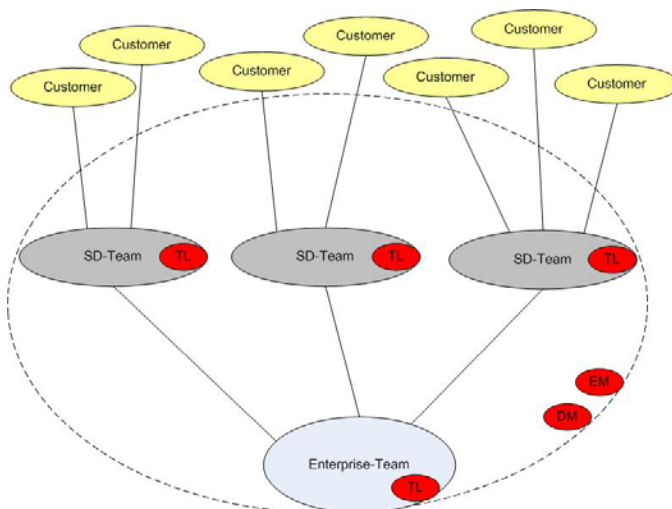 Customer
Customer
Customer
Customer
Customer
Customer
Customer
SD-Team
TL
SD-Team
TL
SD-Team
TL
EM
DM
Enterprise-Team
TL